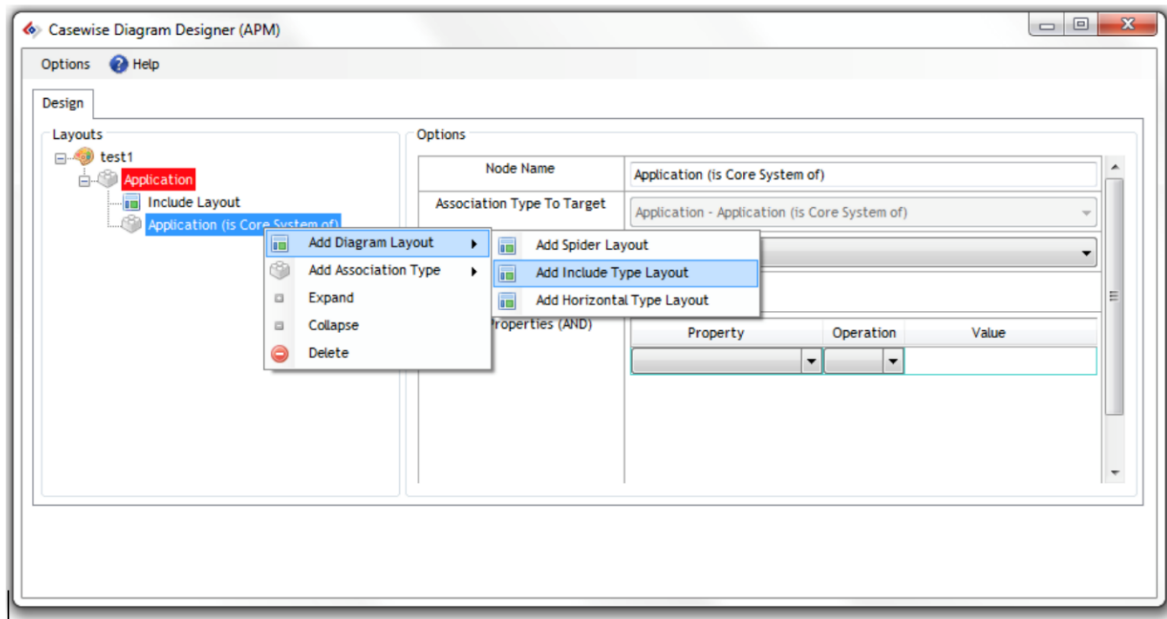 Casewise Diagram Designer (APM)
Options Help
Design
Layouts
test1
Application
Include Layout
Application (is Core System of)
Options
Node Name
Application (is Core System of)
Association Type To Target
Application - Application (is Core System of)
Add Diagram Layout
Add Association Type
Expand
Collapse
Delete
Add Spider Layout
Add Include Type Layout
Add Horizontal Type Layout
Properties (AND)
Property Operation Value